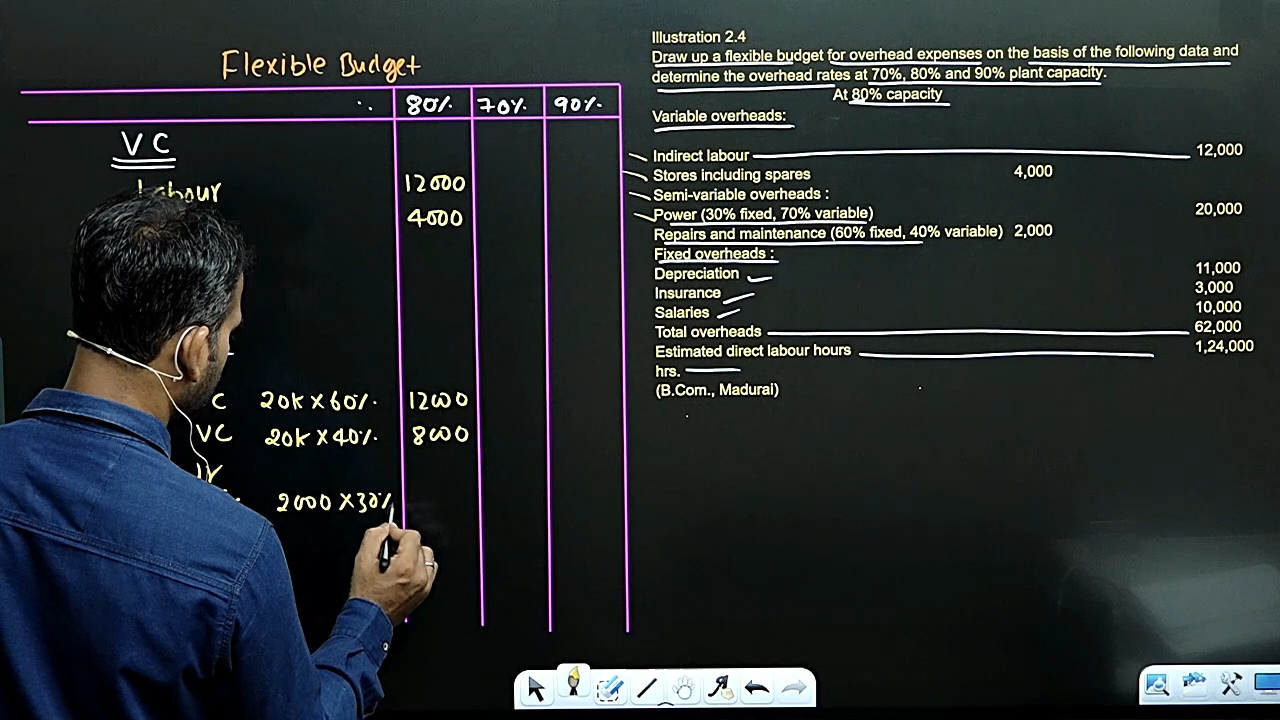 Flexible Budget
80% 70% 90%
VC
Labour 12000
4000
C 20K X 60% 12000
VC 20K X 40% 8000
2000 X 30%
Illustration 2.4
Draw up a flexible budget for overhead expenses on the basis of the following data and
determine the overhead rates at 70%, 80% and 90% plant capacity.
At 80% capacity
Variable overheads:
Indirect labour 12,000
Stores including spares 4,000
Semi-variable overheads :
Power (30% fixed, 70% variable) 20,000
Repairs and maintenance (60% fixed, 40% variable) 2,000
Fixed overheads :
Depreciation 11,000
Insurance 3,000
Salaries 10,000
Total overheads 62,000
Estimated direct labour hours 1,24,000
hrs.
(B.Com., Madurai)